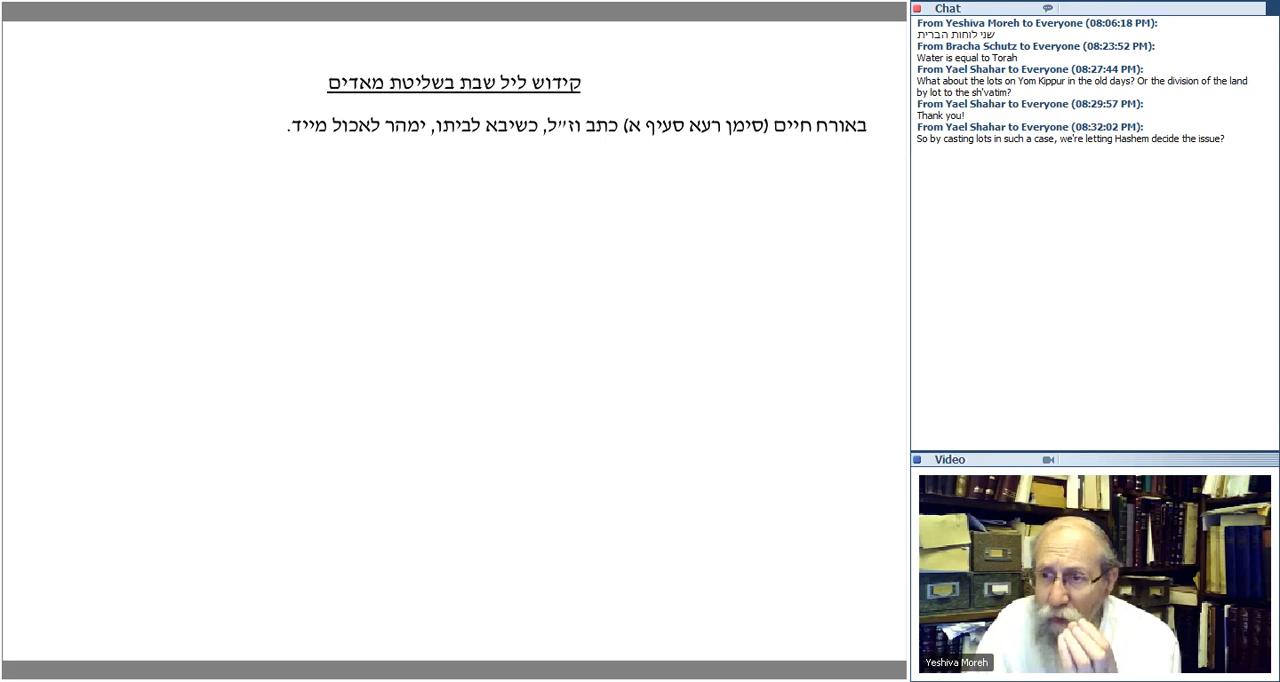 קידוש ליל שבת בשליטת מאדים
באורח חיים (סימן רעא סעיף א) כתב וז״ל, כשיבא לביתו, ימהר לאכול מייד.
Chat
From Yeshiva Moreh to Everyone (08:06:18 PM):
שני לוחות הברית
From Bracha Schutz to Everyone (08:23:52 PM):
Water is equal to Torah
From Yael Shahar to Everyone (08:27:44 PM):
What about the lots on Yom Kippur in the old days? Or the division of the land
by lot to the sh'vatim?
From Yael Shahar to Everyone (08:29:57 PM):
Thank you!
From Yael Shahar to Everyone (08:32:02 PM):
So by casting lots in such a case, we're letting Hashem decide the issue?
Video
Yeshiva Moreh